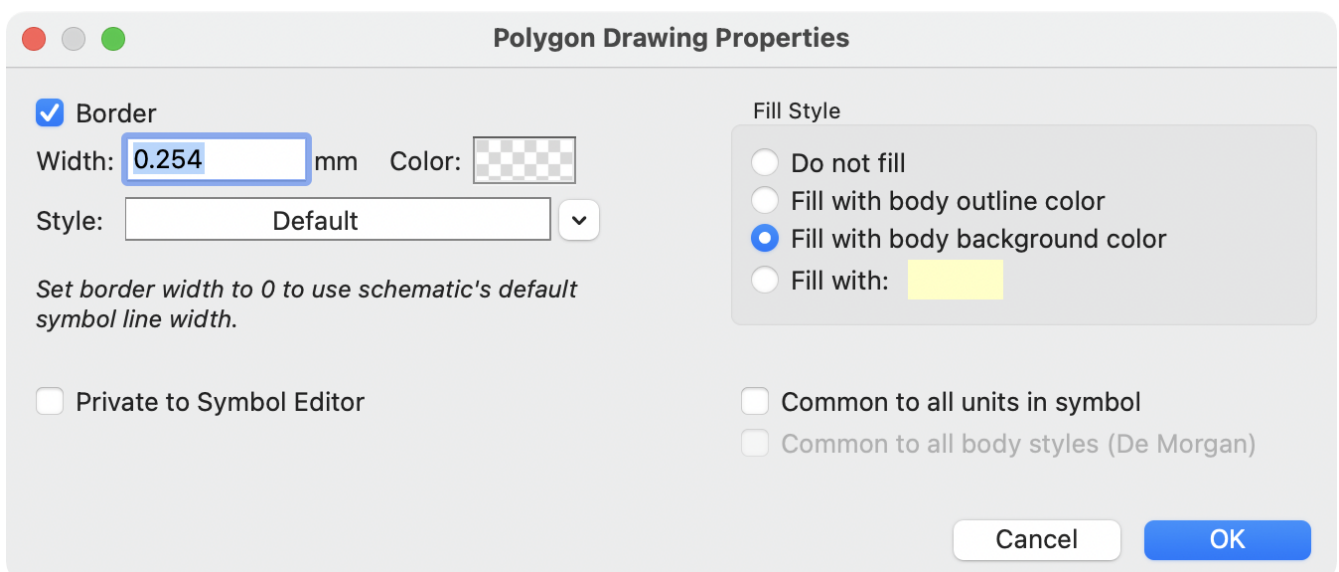 Polygon Drawing Properties
Border
Width: 0.254 mm Color:
Style: Default
Set border width to 0 to use schematic's default
symbol line width.
Private to Symbol Editor
Fill Style
Do not fill
Fill with body outline color
Fill with body background color
Fill with:
Common to all units in symbol
Common to all body styles (De Morgan)
Cancel OK